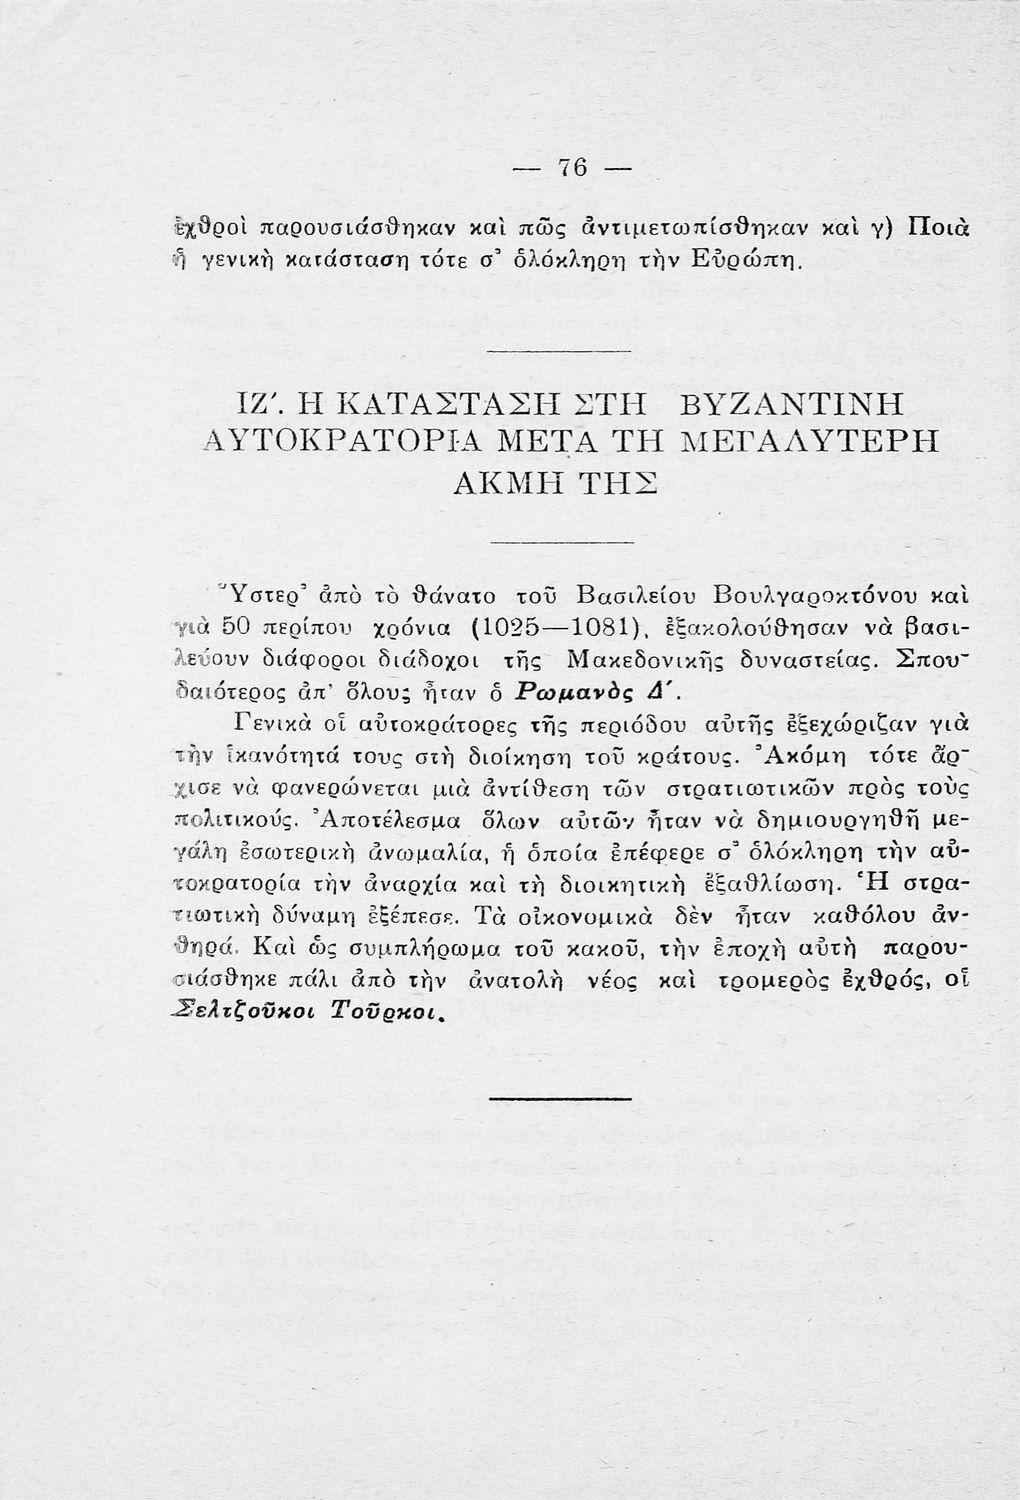 — 76 —
ἐχθροὶ παρουσιάσθηκαν καὶ πῶς ἀντιμετωπίσθηκαν καὶ γ) Ποιὰ
ἡ γενικὴ κατάσταση τότε σ᾿ ὁλόκληρη τὴν Εὐρώπη.
ΙΖ΄. Η ΚΑΤΑΣΤΑΣΗ ΣΤΗ ΒΥΖΑΝΤΙΝΗ
ΑΥΤΟΚΡΑΤΟΡΙΑ ΜΕΤΑ ΤΗ ΜΕΓΑΛΥΤΕΡΗ
ΑΚΜΗ ΤΗΣ
Ὕστερ᾿ ἀπὸ τὸ θάνατο τοῦ Βασιλείου Βουλγαροκτόνου καὶ
γιὰ 50 περίπου χρόνια (1025—1081), ἐξακολούθησαν νὰ βασι-
λεύουν διάφοροι διάδοχοι τῆς Μακεδονικῆς δυναστείας. Σπου-
δαιότερος ἀπ᾿ ὅλους ἦταν ὁ Ρωμανὸς Δ΄.
Γενικὰ οἱ αὐτοκράτορες τῆς περιόδου αὐτῆς ἐξεχώριζαν γιὰ
τὴν ἱκανότητά τους στὴ διοίκηση τοῦ κράτους. Ἀκόμη τότε ἄρ-
χισε νὰ φανερώνεται μιὰ ἀντίθεση τῶν στρατιωτικῶν πρὸς τοὺς
πολιτικούς. Ἀποτέλεσμα ὅλων αὐτῶν ἦταν νὰ δημιουργηθῆ με-
γάλη ἐσωτερικὴ ἀνωμαλία, ἡ ὁποία ἐπέφερε σ᾿ ὁλόκληρη τὴν αὐ-
τοκρατορία τὴν ἀναρχία καὶ τὴ διοικητικὴ ἐξαθλίωση. Ἡ στρα-
τιωτικὴ δύναμη ἐξέπεσε. Τὰ οἰκονομικὰ δὲν ἦταν καθόλου ἀν-
θηρά. Καὶ ὡς συμπλήρωμα τοῦ κακοῦ, τὴν ἐποχὴ αὐτὴ παρου-
σιάσθηκε πάλι ἀπὸ τὴν ἀνατολὴ νέος καὶ τρομερὸς ἐχθρός, οἱ
Σελτζοῦκοι Τοῦρκοι.